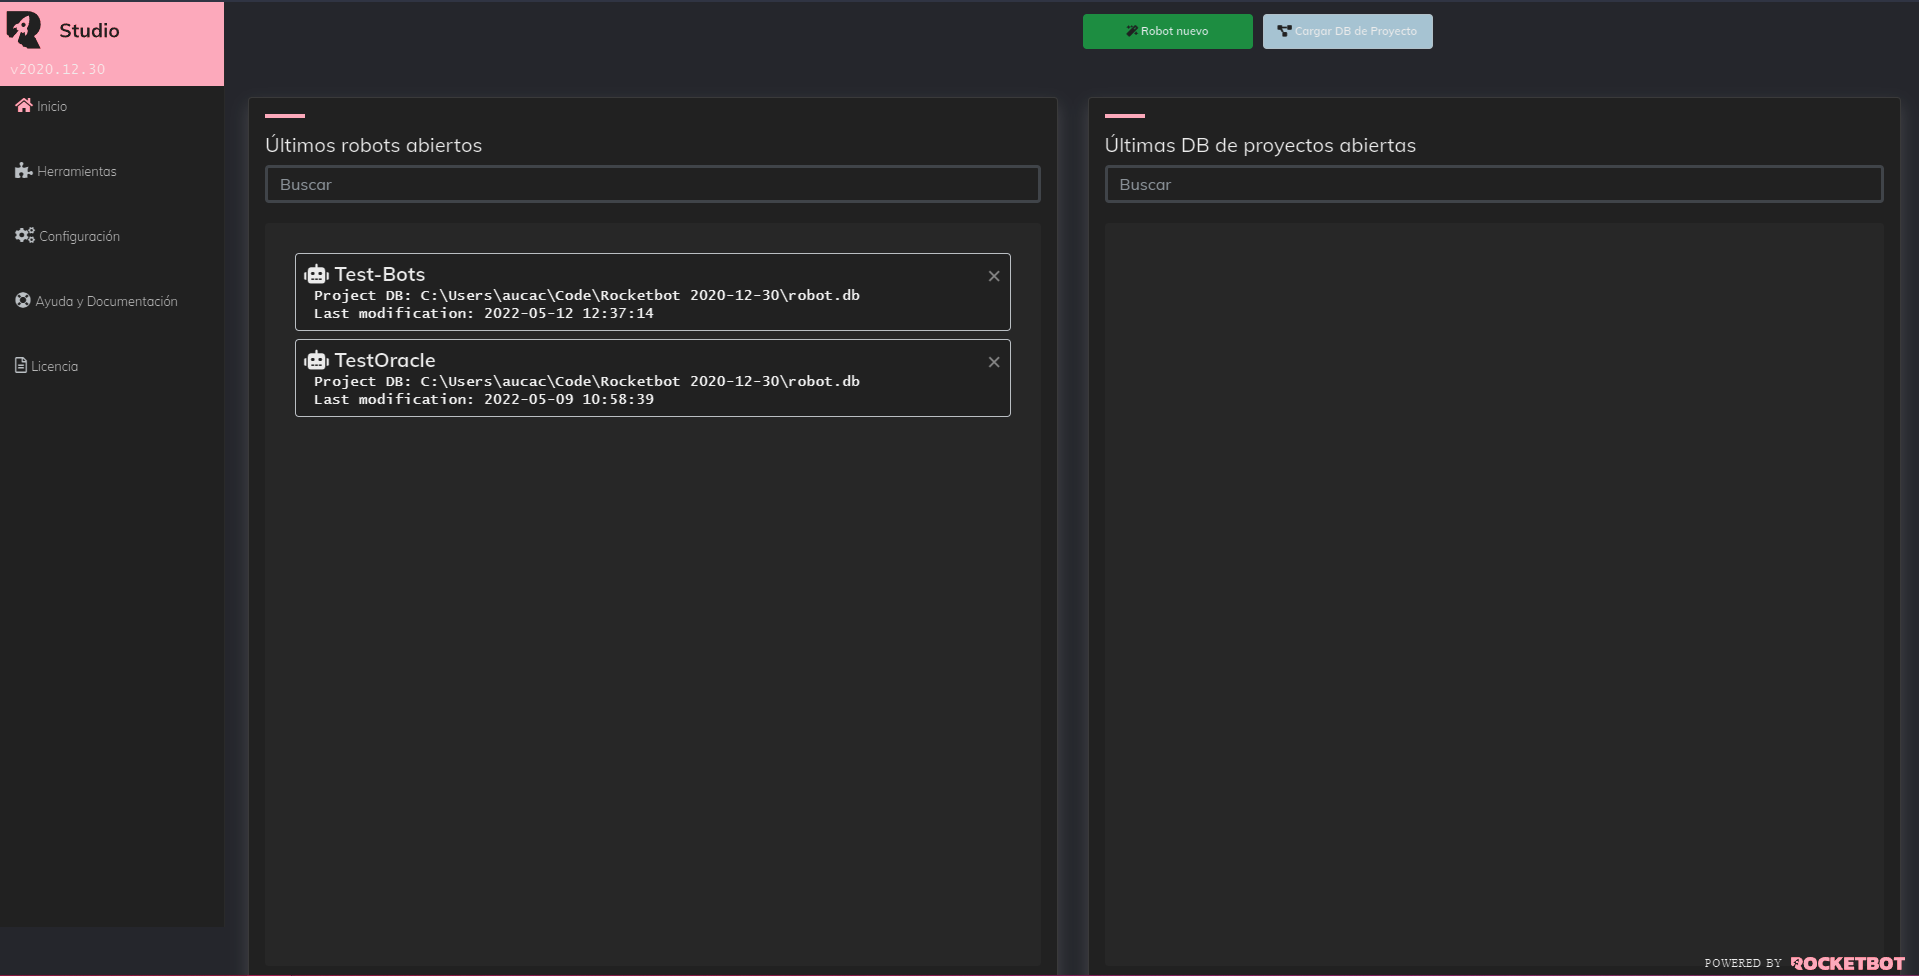 Studio
v2020.12.30
Inicio
Herramientas
Configuración
Ayuda y Documentación
Licencia
Robot nuevo
Cargar DB de Proyecto
Últimos robots abiertos
Buscar
Test-Bots
Project DB: C:\Users\aucac\Code\Rocketbot 2020-12-30\robot.db
Last modification: 2022-05-12 12:37:14
TestOracle
Project DB: C:\Users\aucac\Code\Rocketbot 2020-12-30\robot.db
Last modification: 2022-05-09 10:58:39
Últimas DB de proyectos abiertas
Buscar
POWERED BY ROCKETBOT